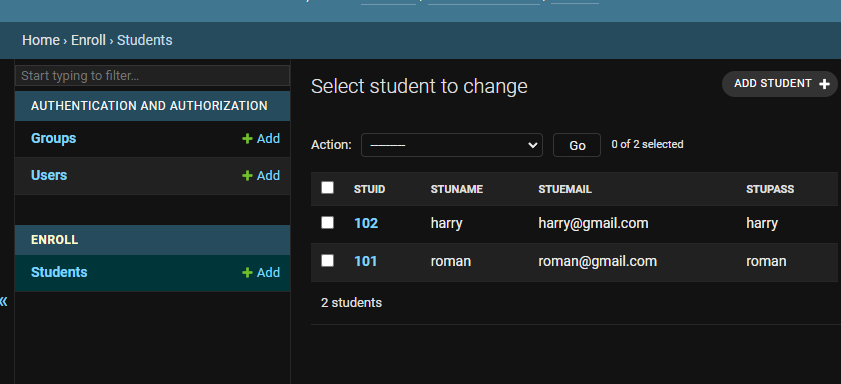 Home › Enroll › Students
Start typing to filter...
AUTHENTICATION AND AUTHORIZATION
Groups + Add
Users + Add
ENROLL
Students + Add
«
Select student to change
ADD STUDENT +
Action: --------- Go 0 of 2 selected
STUID STUNAME STUEMAIL STUPASS
102 harry harry@gmail.com harry
101 roman roman@gmail.com roman
2 students